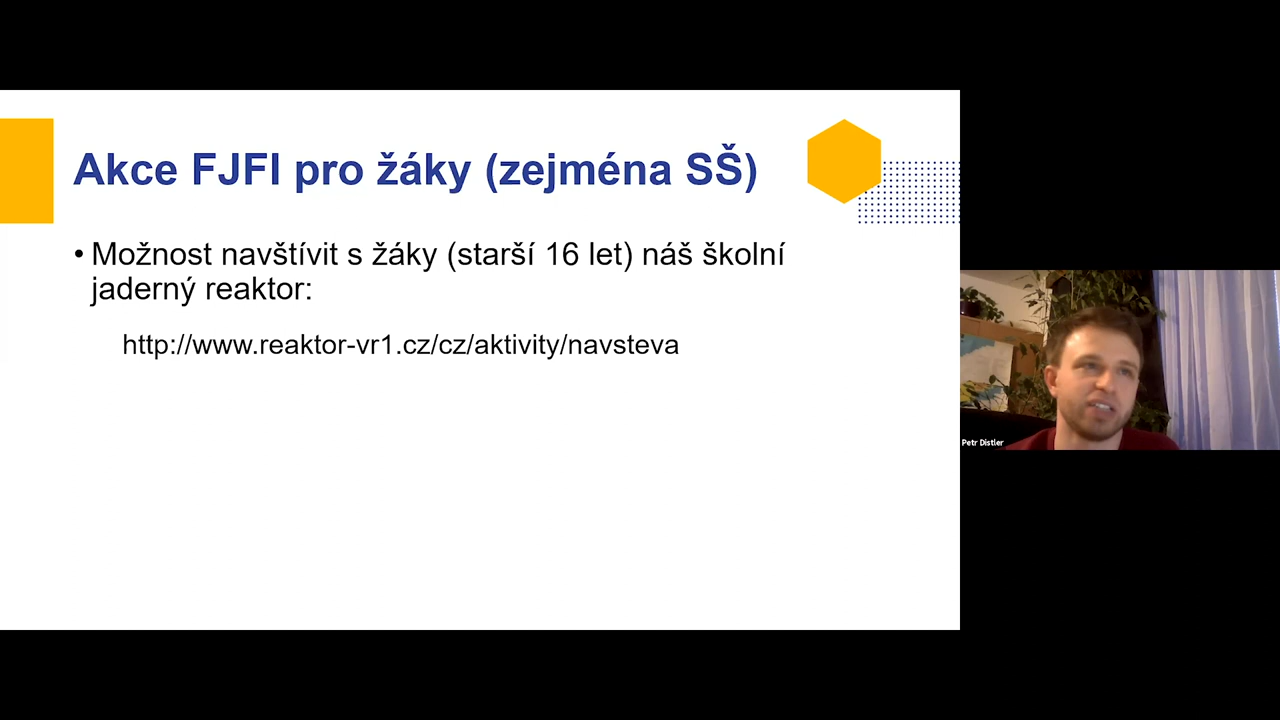 Akce FJFI pro žáky (zejména SŠ)
• Možnost navštívit s žáky (starší 16 let) náš školní
jaderný reaktor:
http://www.reaktor-vr1.cz/cz/aktivity/navsteva
Petr Distler